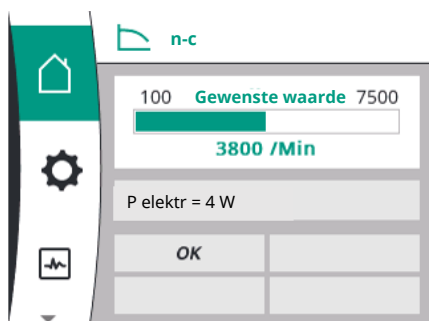 n-c
100 Gewenste waarde 7500
3800 /Min
P elektr = 4 W
OK